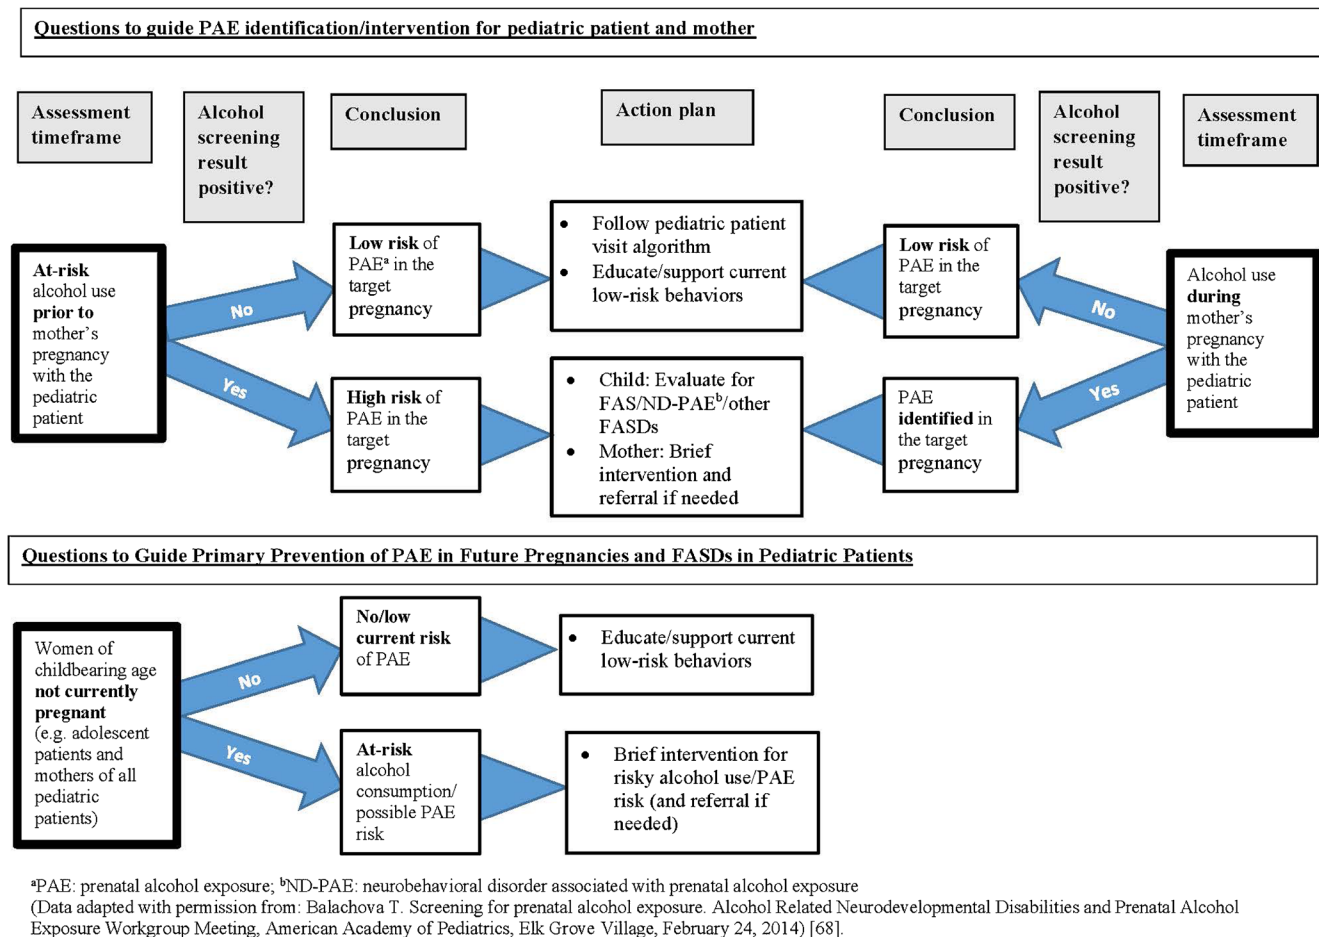 Questions to guide PAE identification/intervention for pediatric patient and mother
Assessment
timeframe
Alcohol
screening
result
positive?
Conclusion
Action plan
Conclusion
Alcohol
screening
result
positive?
Assessment
timeframe
At-risk
alcohol use
prior to
mother's
pregnancy
with the
pediatric
patient
No
Yes
Low risk of
PAEᵃ in the
target
pregnancy
High risk of
PAE in the
target
pregnancy
• Follow pediatric patient
visit algorithm
• Educate/support current
low-risk behaviors
• Child: Evaluate for
FAS/ND-PAEᵇ/other
FASDs
• Mother: Brief
intervention and
referral if needed
Low risk of
PAE in the
target
pregnancy
PAE
identified in
the target
pregnancy
No
Yes
Alcohol use
during
mother's
pregnancy
with the
pediatric
patient
Questions to Guide Primary Prevention of PAE in Future Pregnancies and FASDs in Pediatric Patients
Women of
childbearing age
not currently
pregnant
(e.g. adolescent
patients and
mothers of all
pediatric
patients)
No
Yes
No/low
current risk
of PAE
At-risk
alcohol
consumption/
possible PAE
risk
• Educate/support current
low-risk behaviors
• Brief intervention for
risky alcohol use/PAE
risk (and referral if
needed)
ᵃPAE: prenatal alcohol exposure; ᵇND-PAE: neurobehavioral disorder associated with prenatal alcohol exposure
(Data adapted with permission from: Balachova T. Screening for prenatal alcohol exposure. Alcohol Related Neurodevelopmental Disabilities and Prenatal Alcohol
Exposure Workgroup Meeting, American Academy of Pediatrics, Elk Grove Village, February 24, 2014) [68].